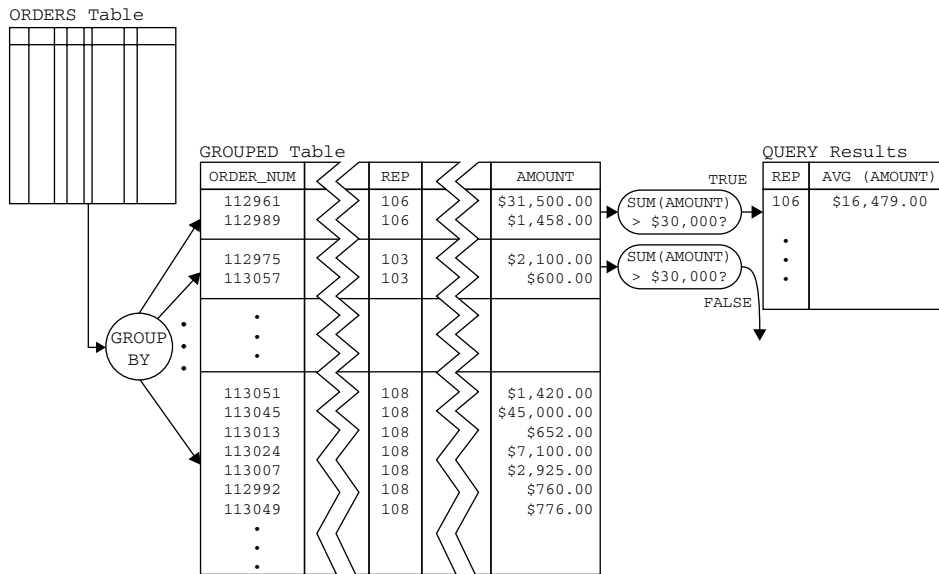 ORDERS Table
GROUPED Table
QUERY Results
ORDER_NUM REP AMOUNT
REP AVG (AMOUNT)
TRUE
112961 106 $31,500.00
112989 106 $1,458.00
SUM(AMOUNT)
> $30,000?
106 $16,479.00
112975 103 $2,100.00
113057 103 $600.00
SUM(AMOUNT)
> $30,000?
FALSE
GROUP
BY
113051 108 $1,420.00
113045 108 $45,000.00
113013 108 $652.00
113024 108 $7,100.00
113007 108 $2,925.00
112992 108 $760.00
113049 108 $776.00